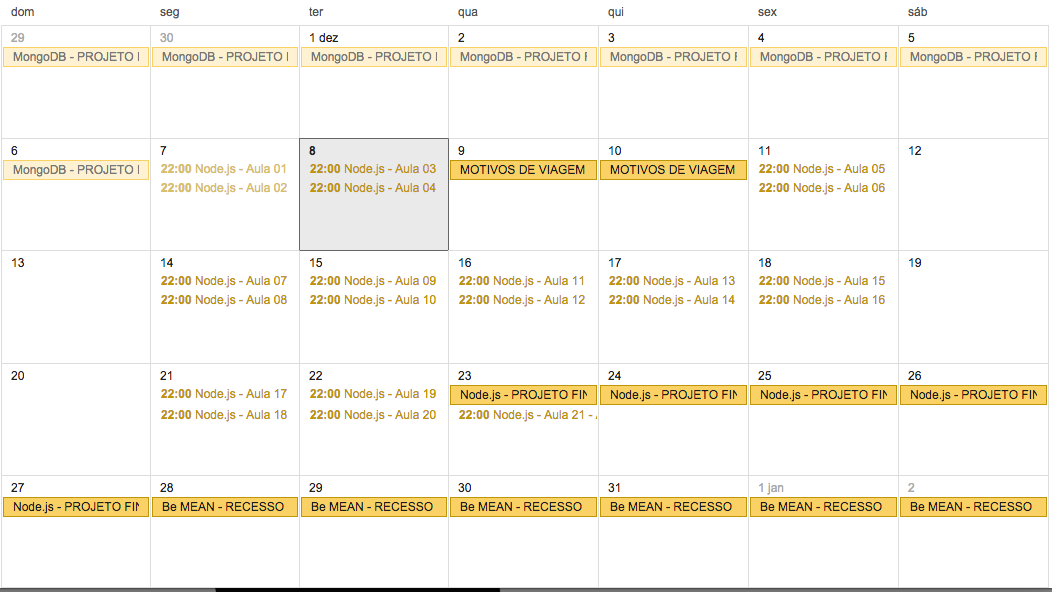 dom seg ter qua qui sex sáb
29 30 1 dez 2 3 4 5
MongoDB - PROJETO MongoDB - PROJETO MongoDB - PROJETO MongoDB - PROJETO MongoDB - PROJETO MongoDB - PROJETO MongoDB - PROJETO
6 7 8 9 10 11 12
MongoDB - PROJETO 22:00 Node.js - Aula 01 22:00 Node.js - Aula 03 MOTIVOS DE VIAGEM MOTIVOS DE VIAGEM 22:00 Node.js - Aula 05
22:00 Node.js - Aula 02 22:00 Node.js - Aula 04 22:00 Node.js - Aula 06
13 14 15 16 17 18 19
22:00 Node.js - Aula 07 22:00 Node.js - Aula 09 22:00 Node.js - Aula 11 22:00 Node.js - Aula 13 22:00 Node.js - Aula 15
22:00 Node.js - Aula 08 22:00 Node.js - Aula 10 22:00 Node.js - Aula 12 22:00 Node.js - Aula 14 22:00 Node.js - Aula 16
20 21 22 23 24 25 26
22:00 Node.js - Aula 17 22:00 Node.js - Aula 19 Node.js - PROJETO FIN Node.js - PROJETO FIN Node.js - PROJETO FIN Node.js - PROJETO FIN
22:00 Node.js - Aula 18 22:00 Node.js - Aula 20 22:00 Node.js - Aula 21 -
27 28 29 30 31 1 jan 2
Node.js - PROJETO FIN Be MEAN - RECESSO Be MEAN - RECESSO Be MEAN - RECESSO Be MEAN - RECESSO Be MEAN - RECESSO Be MEAN - RECESSO